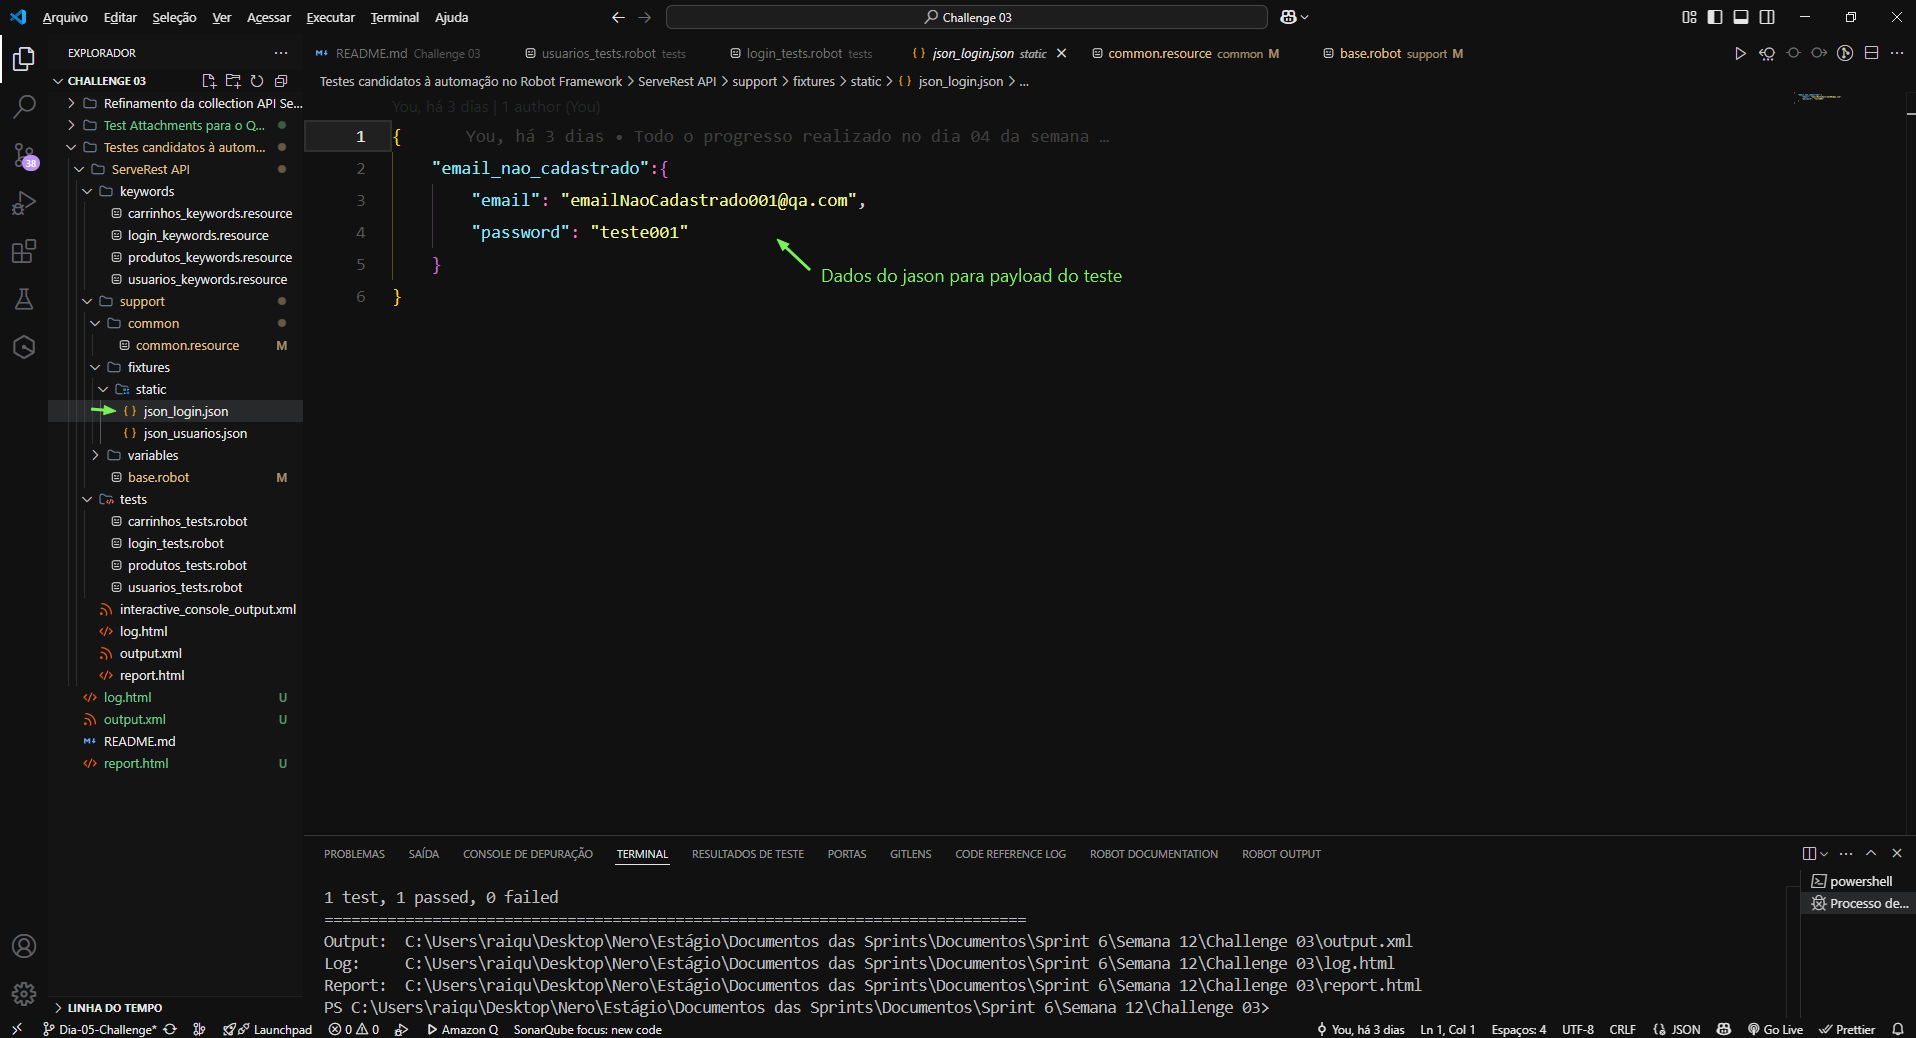 Arquivo Editar Seleção Ver Acessar Executar Terminal Ajuda
Challenge 03
EXPLORADOR
CHALLENGE 03
Refinamento da collection API Se...
Test Attachments para o Q...
Testes candidatos à autom...
ServeRest API
keywords
carrinhos_keywords.resource
login_keywords.resource
produtos_keywords.resource
usuarios_keywords.resource
support
common
common.resource M
fixtures
static
json_login.json
json_usuarios.json
variables
base.robot M
tests
carrinhos_tests.robot
login_tests.robot
produtos_tests.robot
usuarios_tests.robot
interactive_console_output.xml
log.html
output.xml
report.html
log.html U
output.xml U
README.md
report.html U
LINHA DO TEMPO
38
README.md Challenge 03 usuarios_tests.robot tests login_tests.robot tests json_login.json static common.resource common M base.robot support M
Testes candidatos à automação no Robot Framework > ServeRest API > support > fixtures > static > {} json_login.json > ...
You, há 3 dias | 1 author (You)
1 { You, há 3 dias • Todo o progresso realizado no dia 04 da semana …
2 "email_nao_cadastrado":{
3 "email": "emailNaoCadastrado001@qa.com",
4 "password": "teste001"
5 }
6 }
Dados do jason para payload do teste
PROBLEMAS SAÍDA CONSOLE DE DEPURAÇÃO TERMINAL RESULTADOS DE TESTE PORTAS GITLENS CODE REFERENCE LOG ROBOT DOCUMENTATION ROBOT OUTPUT
1 test, 1 passed, 0 failed
==============================================================================
Output:  C:\Users\raiqu\Desktop\Nero\Estágio\Documentos das Sprints\Documentos\Sprint 6\Semana 12\Challenge 03\output.xml
Log:     C:\Users\raiqu\Desktop\Nero\Estágio\Documentos das Sprints\Documentos\Sprint 6\Semana 12\Challenge 03\log.html
Report:  C:\Users\raiqu\Desktop\Nero\Estágio\Documentos das Sprints\Documentos\Sprint 6\Semana 12\Challenge 03\report.html
PS C:\Users\raiqu\Desktop\Nero\Estágio\Documentos das Sprints\Documentos\Sprint 6\Semana 12\Challenge 03>
powershell
Processo de...
Dia-05-Challenge* Launchpad 0 0 Amazon Q SonarQube focus: new code You, há 3 dias Ln 1, Col 1 Espaços: 4 UTF-8 CRLF JSON Go Live Prettier